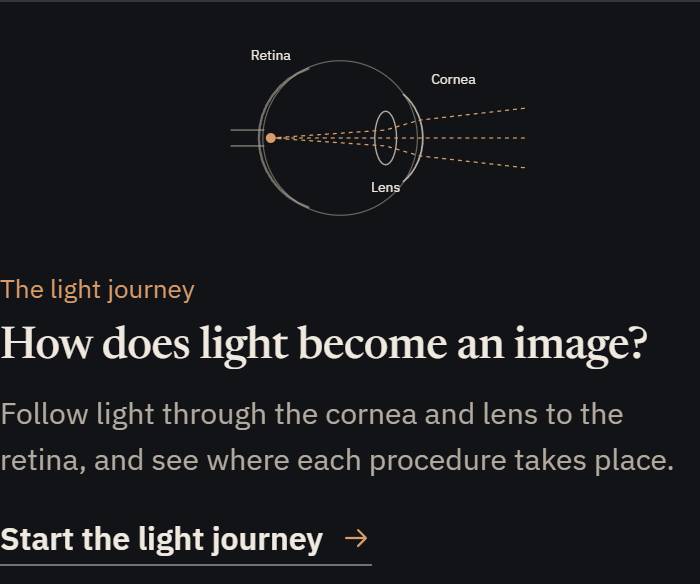 Retina
Cornea
Lens
The light journey
How does light become an image?
Follow light through the cornea and lens to the
retina, and see where each procedure takes place.
Start the light journey →